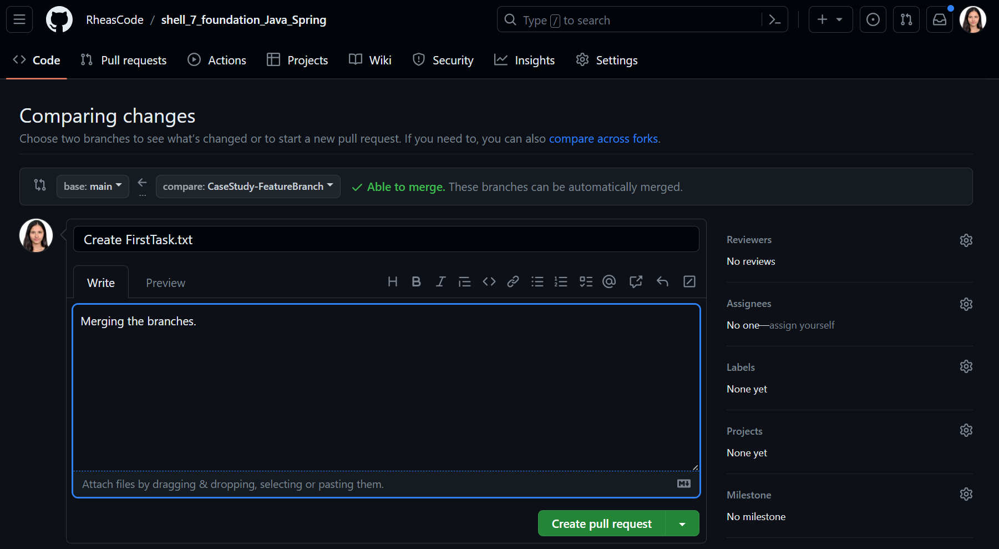 RheasCode / shell_7_foundation_Java_Spring
Type / to search
Code
Pull requests
Actions
Projects
Wiki
Security
Insights
Settings
Comparing changes
Choose two branches to see what's changed or to start a new pull request. If you need to, you can also compare across forks.
base: main
...
compare: CaseStudy-FeatureBranch
Able to merge. These branches can be automatically merged.
Create FirstTask.txt
Write
Preview
Merging the branches.
Attach files by dragging & dropping, selecting or pasting them.
Create pull request
Reviewers
No reviews
Assignees
No one—assign yourself
Labels
None yet
Projects
None yet
Milestone
No milestone